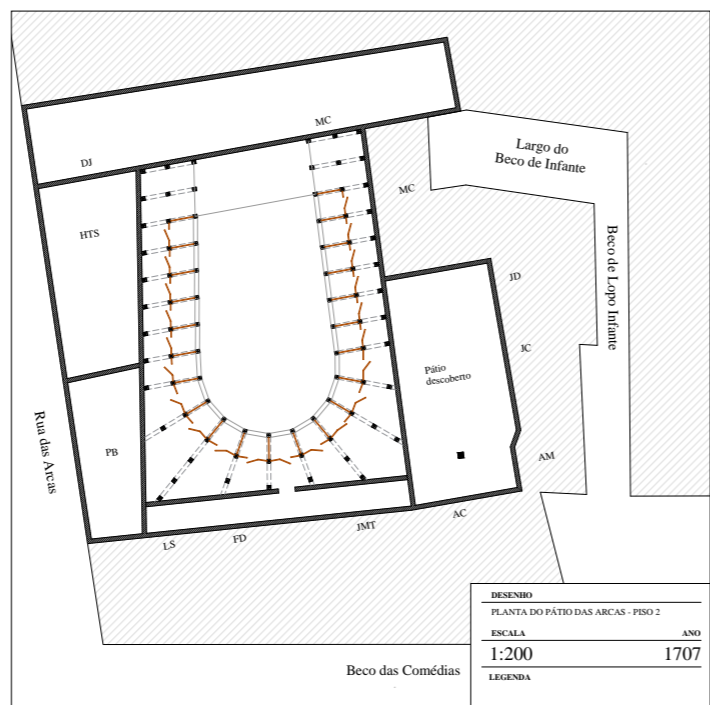 MC
DJ
Largo do
Beco de Infante
MC
HTS
Beco de Lopo Infante
JD
JC
Pátio
descoberto
Rua das Arcas
PB
AM
AC
JMT
FD
LS
DESENHO
PLANTA DO PÁTIO DAS ARCAS - PISO 2
ESCALA ANO
1:200 1707
LEGENDA
Beco das Comédias